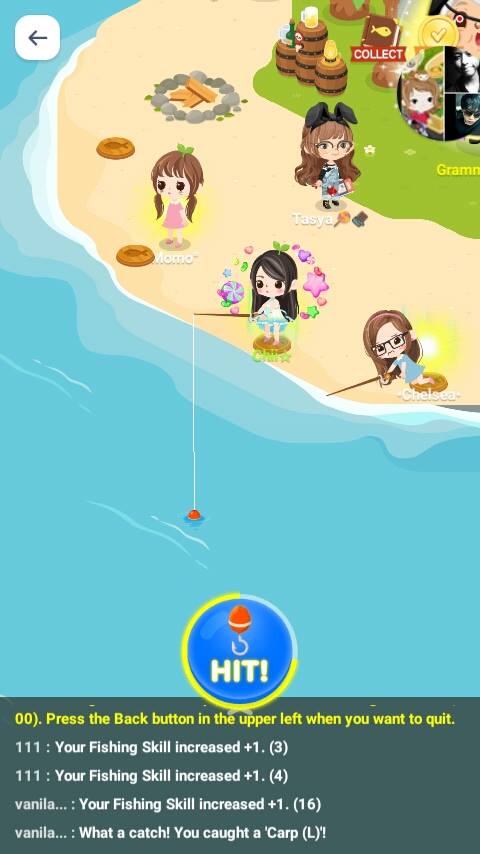 COLLECT
Gramn
Tasya
Momo~
Chii☆
•Chelsea•
HIT!
00). Press the Back button in the upper left when you want to quit.
111 : Your Fishing Skill increased +1. (3)
111 : Your Fishing Skill increased +1. (4)
vanila... : Your Fishing Skill increased +1. (16)
vanila... : What a catch! You caught a 'Carp (L)'!